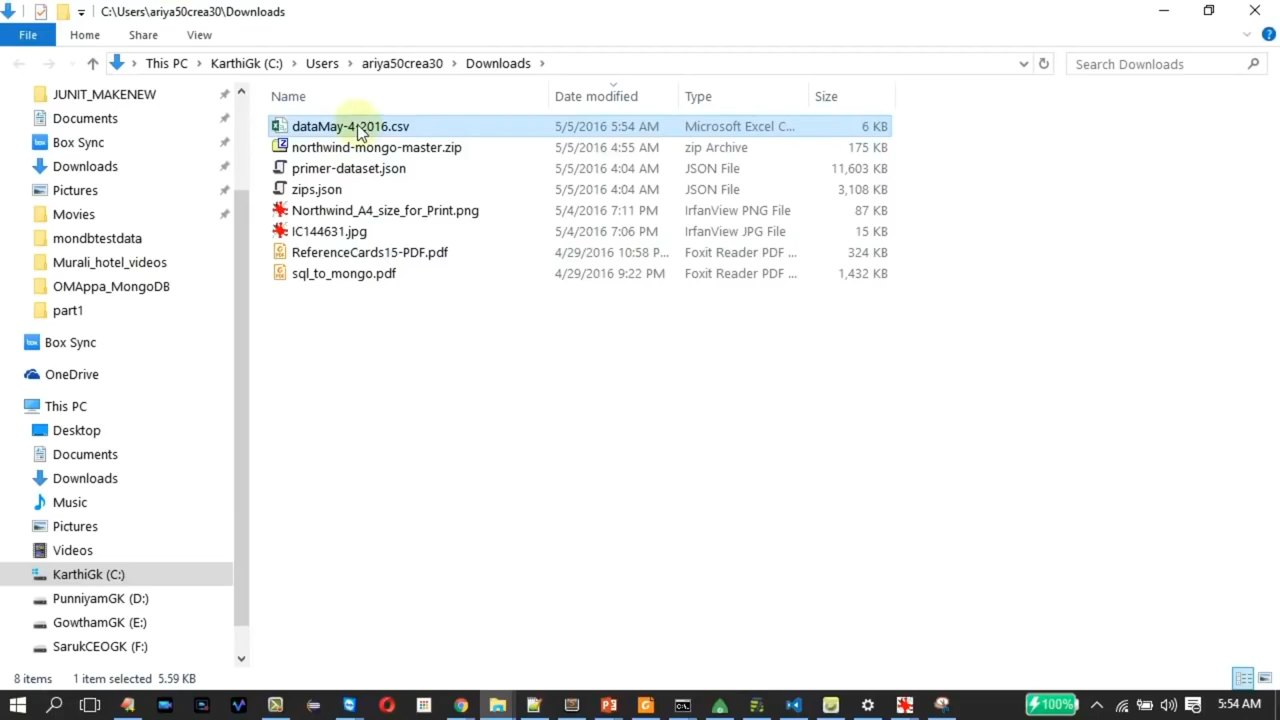 C:\Users\ariya50crea30\Downloads
File Home Share View
This PC KarthiGk (C:) Users ariya50crea30 Downloads Search Downloads
JUNIT_MAKENEW
Documents
Box Sync
Downloads
Pictures
Movies
mondbtestdata
Murali_hotel_videos
OMAppa_MongoDB
part1
Box Sync
OneDrive
This PC
Desktop
Documents
Downloads
Music
Pictures
Videos
KarthiGk (C:)
PunniyamGK (D:)
GowthamGK (E:)
SarukCEOGK (F:)
Name Date modified Type Size
dataMay-4-2016.csv 5/5/2016 5:54 AM Microsoft Excel C... 6 KB
northwind-mongo-master.zip 5/5/2016 4:55 AM zip Archive 175 KB
primer-dataset.json 5/5/2016 4:04 AM JSON File 11,603 KB
zips.json 5/5/2016 4:04 AM JSON File 3,108 KB
Northwind_A4_size_for_Print.png 5/4/2016 7:11 PM IrfanView PNG File 87 KB
IC144631.jpg 5/4/2016 7:06 PM IrfanView JPG File 15 KB
ReferenceCards15-PDF.pdf 4/29/2016 10:58 P... Foxit Reader PDF ... 324 KB
sql_to_mongo.pdf 4/29/2016 9:22 PM Foxit Reader PDF ... 1,432 KB
8 items 1 item selected 5.59 KB
100% 5:54 AM